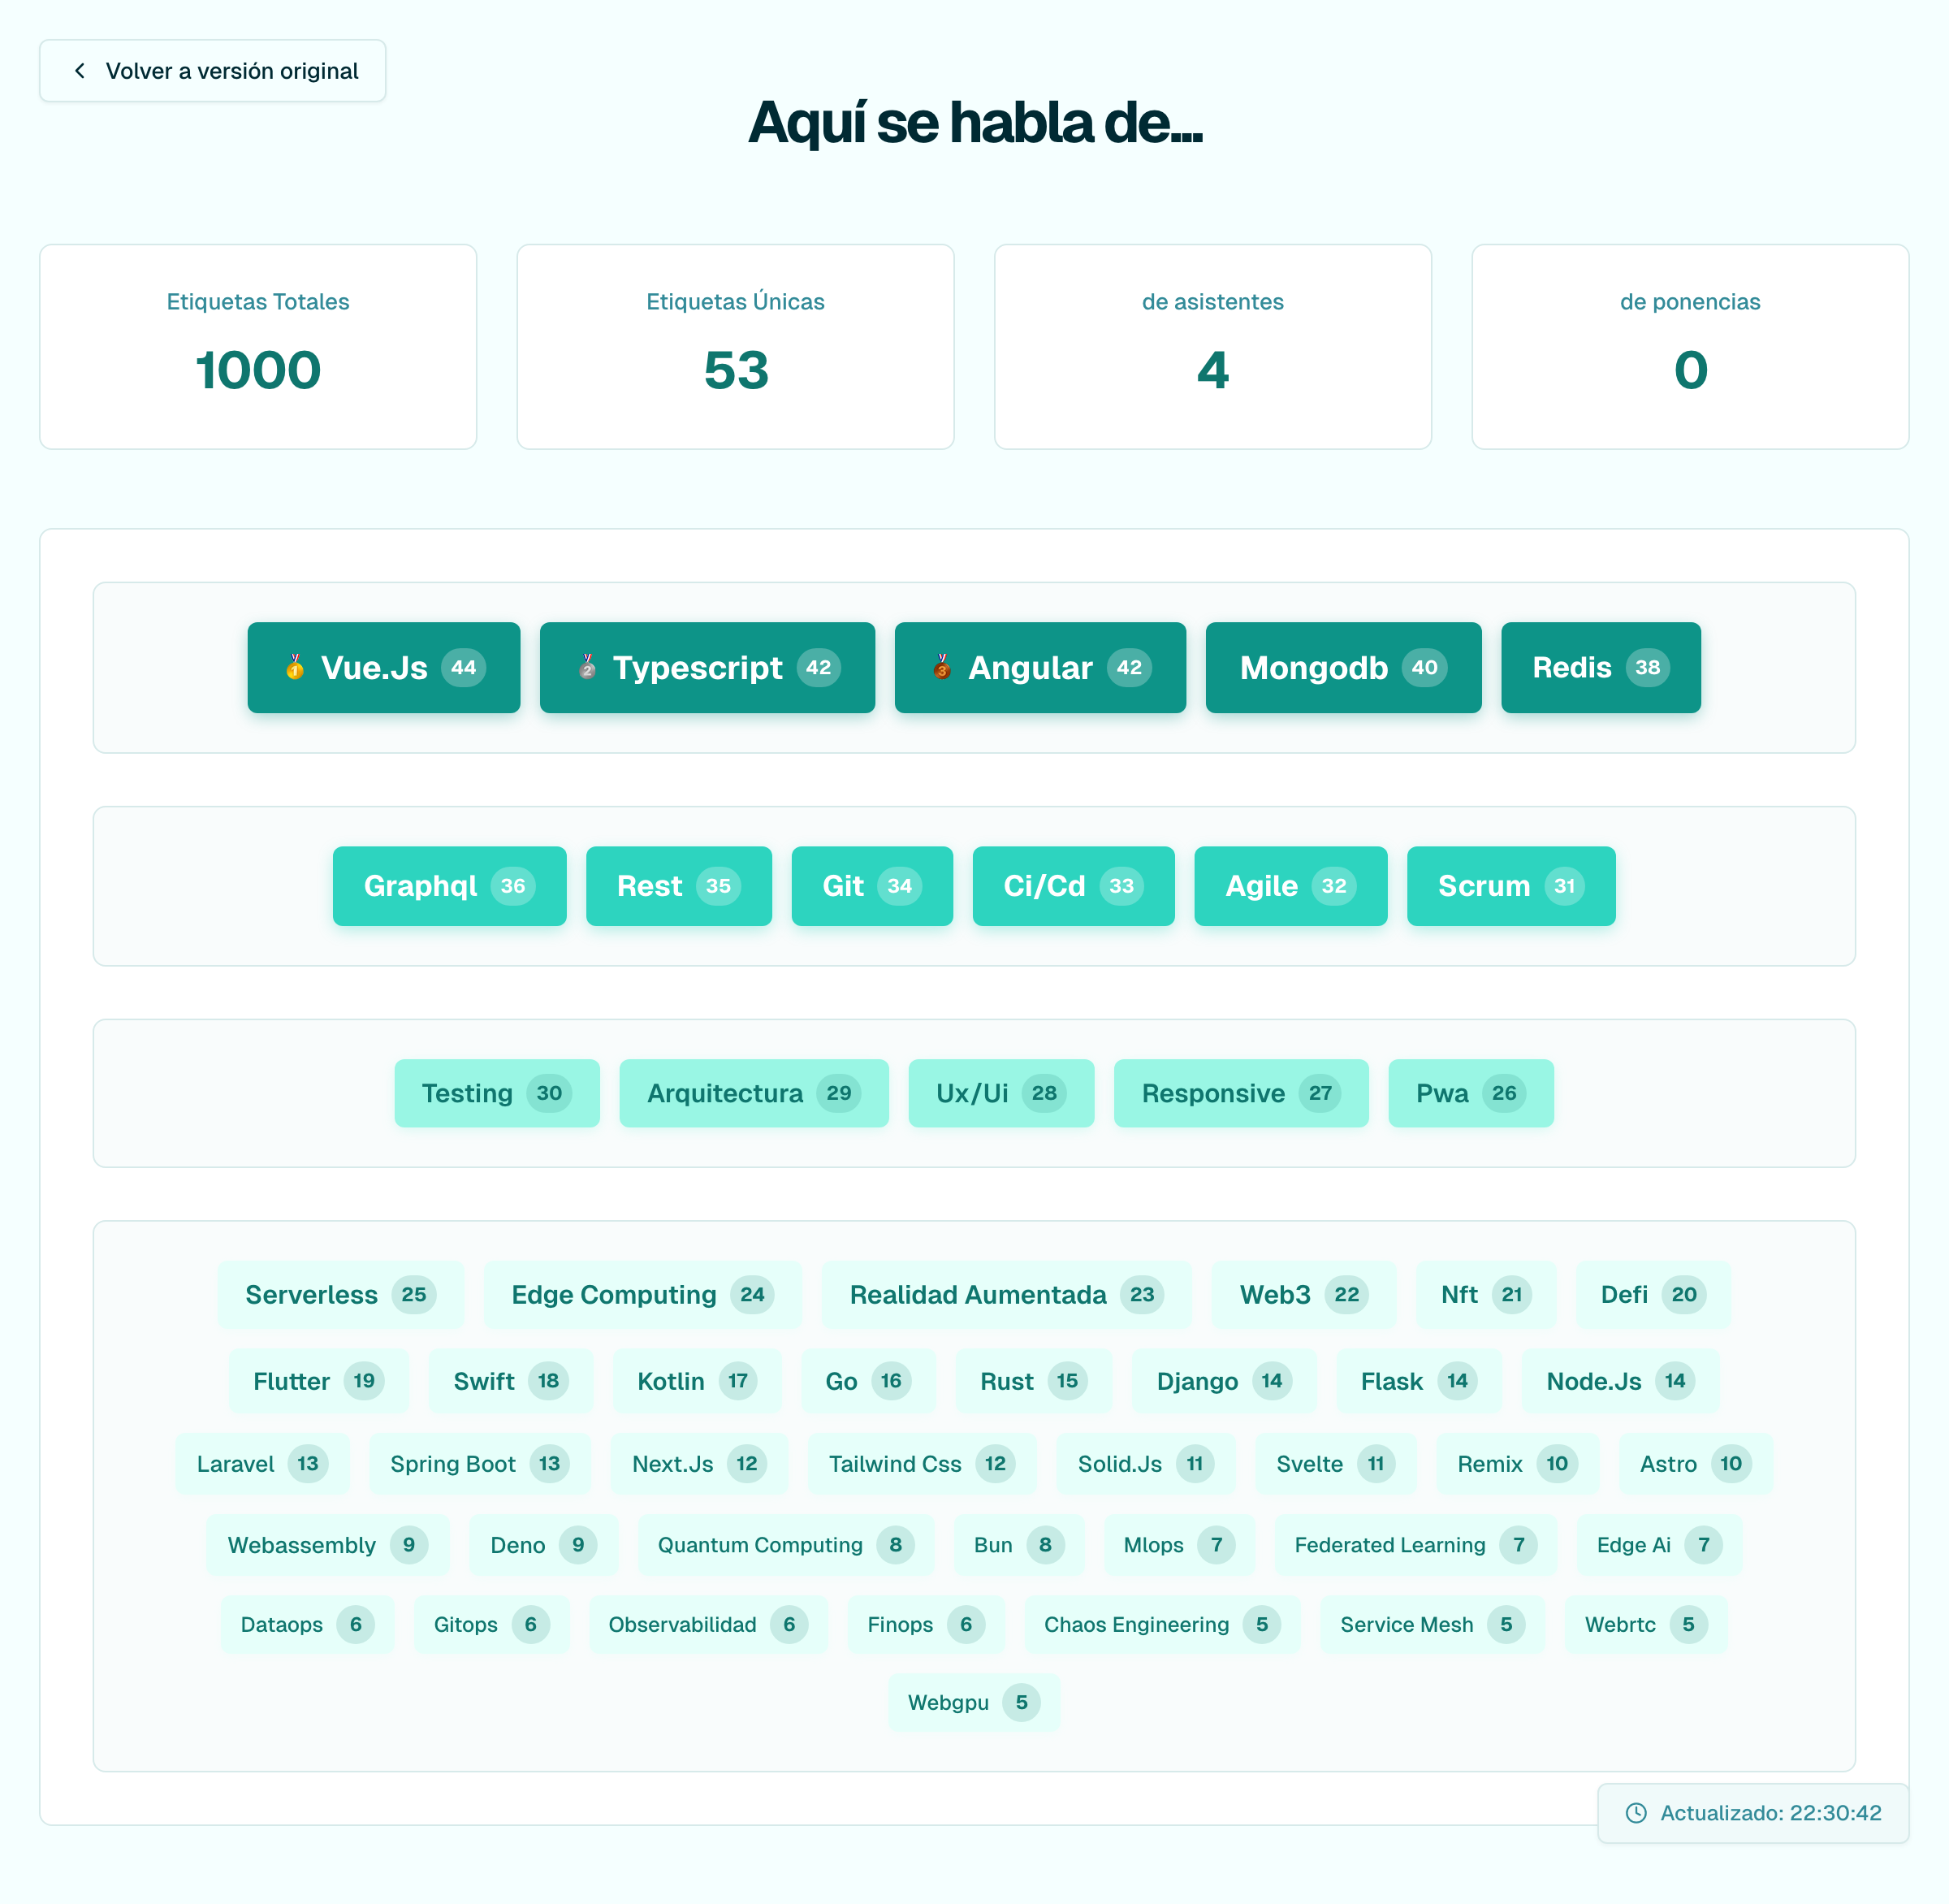 Volver a versión original
Aquí se habla de...
Etiquetas Totales
1000
Etiquetas Únicas
53
de asistentes
4
de ponencias
0
1 Vue.Js 44
2 Typescript 42
3 Angular 42
Mongodb 40
Redis 38
Graphql 36
Rest 35
Git 34
Ci/Cd 33
Agile 32
Scrum 31
Testing 30
Arquitectura 29
Ux/Ui 28
Responsive 27
Pwa 26
Serverless 25
Edge Computing 24
Realidad Aumentada 23
Web3 22
Nft 21
Defi 20
Flutter 19
Swift 18
Kotlin 17
Go 16
Rust 15
Django 14
Flask 14
Node.Js 14
Laravel 13
Spring Boot 13
Next.Js 12
Tailwind Css 12
Solid.Js 11
Svelte 11
Remix 10
Astro 10
Webassembly 9
Deno 9
Quantum Computing 8
Bun 8
Mlops 7
Federated Learning 7
Edge Ai 7
Dataops 6
Gitops 6
Observabilidad 6
Finops 6
Chaos Engineering 5
Service Mesh 5
Webrtc 5
Webgpu 5
Actualizado: 22:30:42